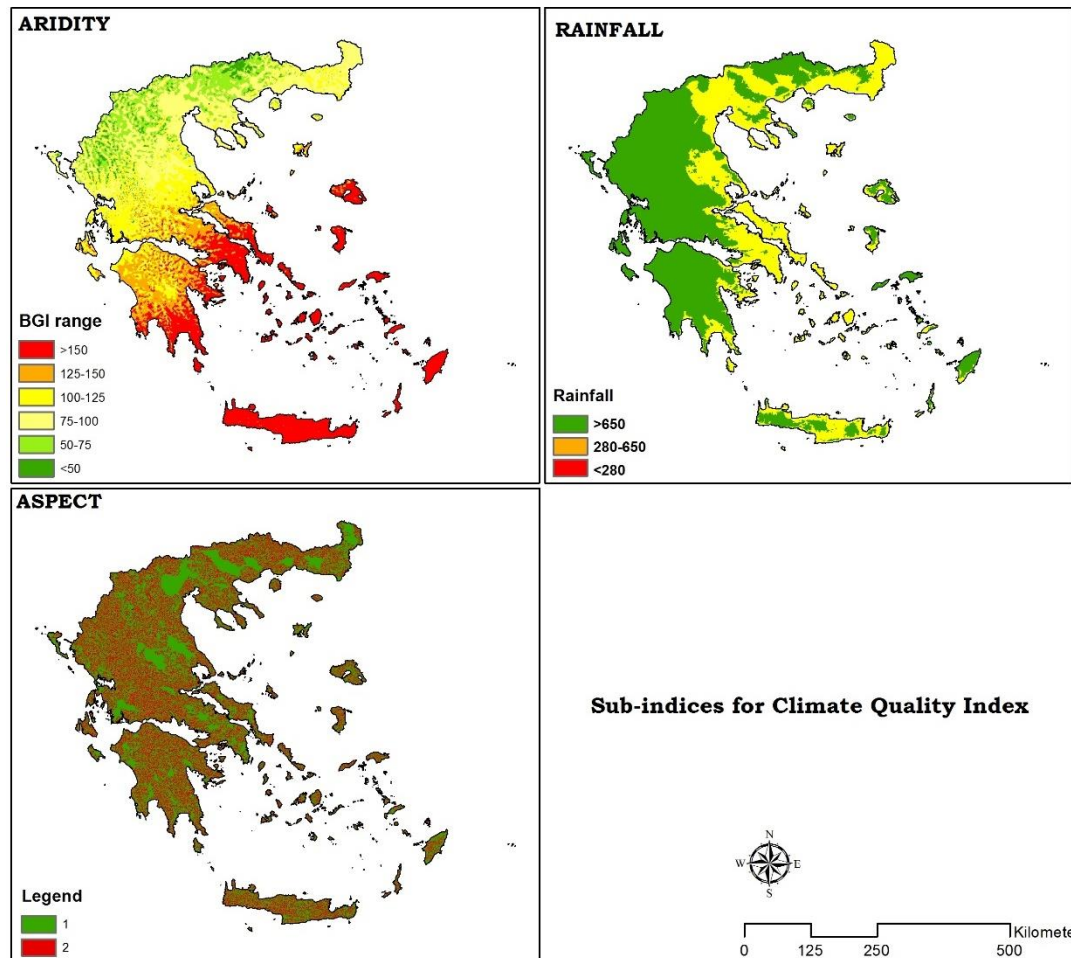 ARIDITY
BGI range
>150
125-150
100-125
75-100
50-75
<50
RAINFALL
Rainfall
>650
280-650
<280
ASPECT
Legend
1
2
Sub-indices for Climate Quality Index
N
W E
S
Kilomete
0 125 250 500